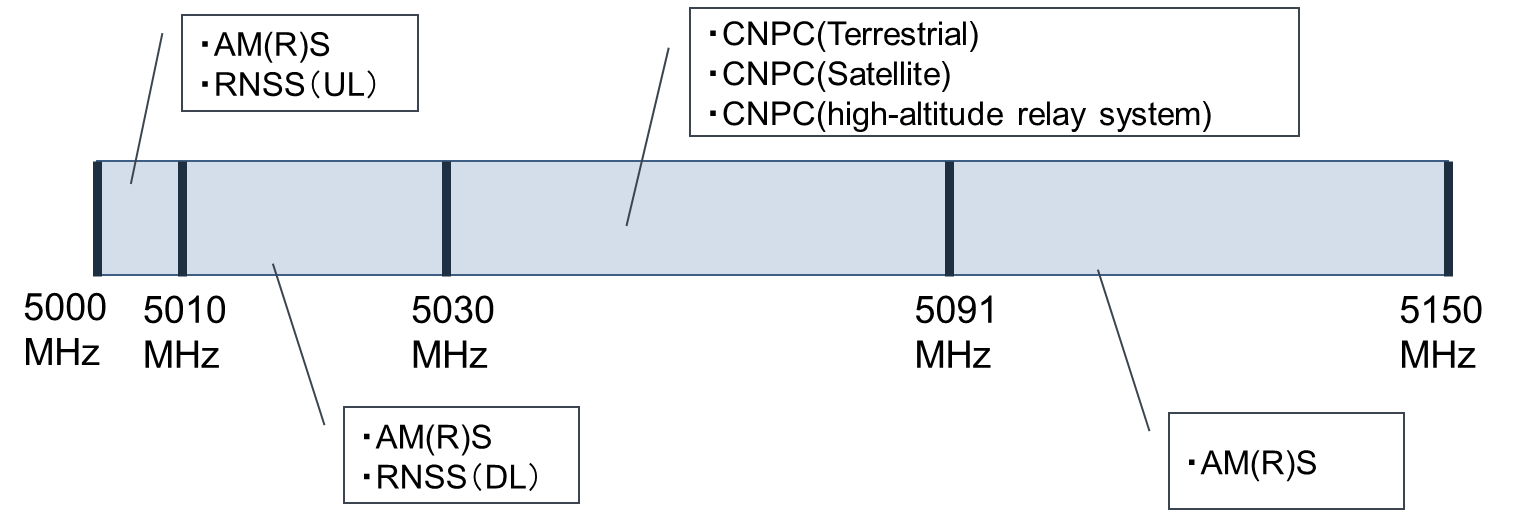 ・AM(R)S
・RNSS(UL)
・CNPC(Terrestrial)
・CNPC(Satellite)
・CNPC(high-altitude relay system)
5000 MHz
5010 MHz
5030 MHz
5091 MHz
5150 MHz
・AM(R)S
・RNSS(DL)
・AM(R)S